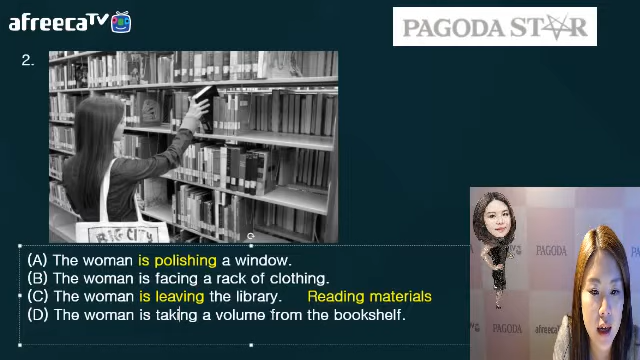 afreecaTV
PAGODA STAR
2.
BIG CITY
(A) The woman is polishing a window.
(B) The woman is facing a rack of clothing.
(C) The woman is leaving the library. Reading materials
(D) The woman is taking a volume from the bookshelf.
PAGODA
PAGODA
afreeca